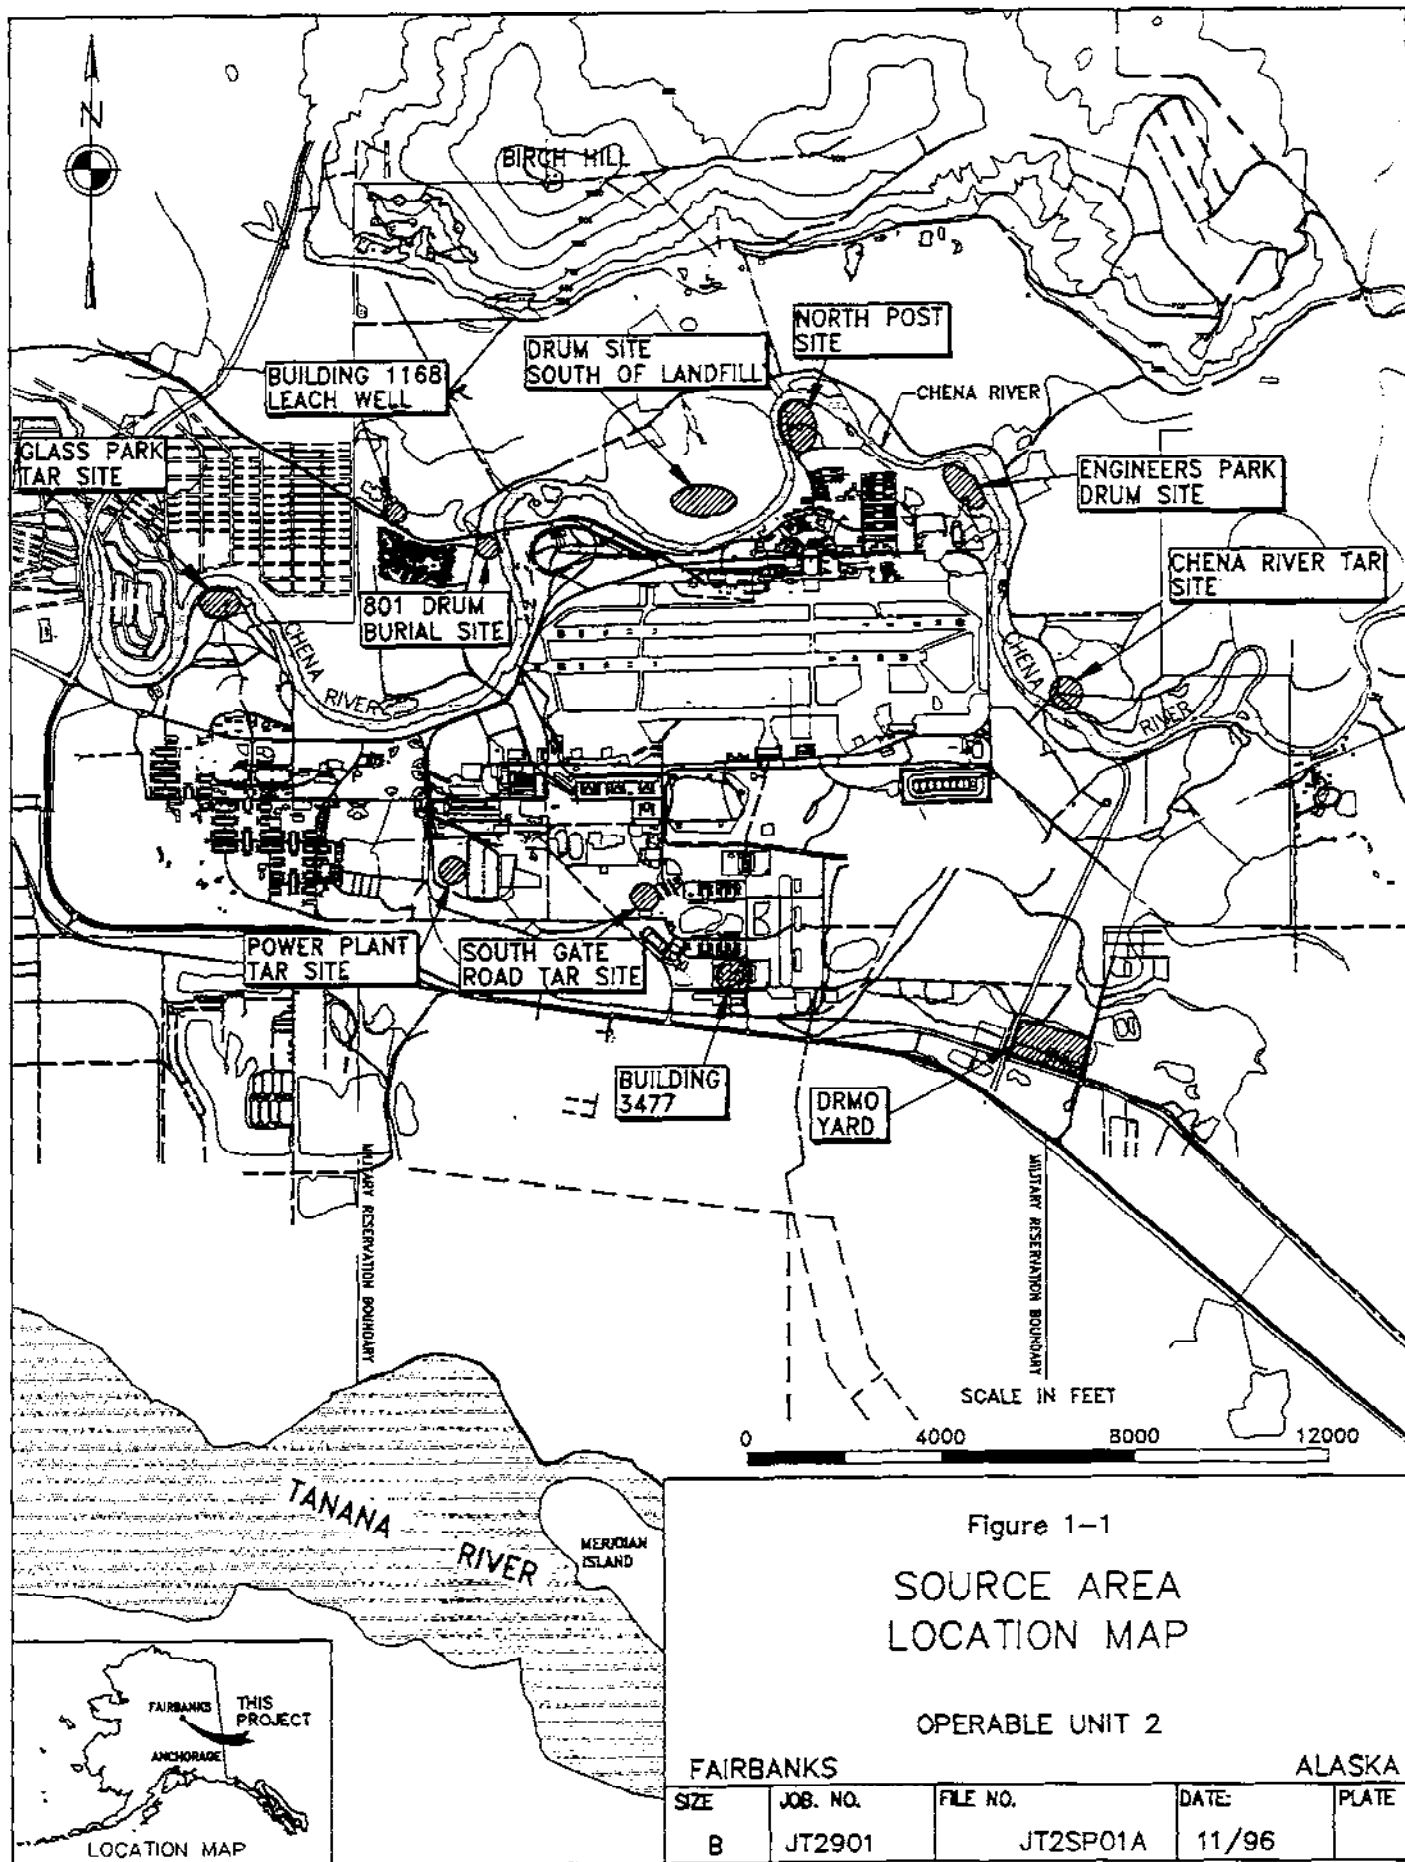 N
BIRCH HILL
NORTH POST
SITE
DRUM SITE
SOUTH OF LANDFILL
BUILDING 1168
LEACH WELL
CHENA RIVER
GLASS PARK
TAR SITE
ENGINEERS PARK
DRUM SITE
CHENA RIVER TAR
SITE
801 DRUM
BURIAL SITE
CHENA
RIVER
CHENA
RIVER
POWER PLANT
TAR SITE
SOUTH GATE
ROAD TAR SITE
BUILDING
3477
DRMO
YARD
MILITARY RESERVATION BOUNDARY
MILITARY RESERVATION BOUNDARY
SCALE IN FEET
0 4000 8000 12000
TANANA
RIVER
MERIDIAN
ISLAND
Figure 1-1
SOURCE AREA
LOCATION MAP
OPERABLE UNIT 2
FAIRBANKS ALASKA
SIZE JOB. NO. FILE NO. DATE: PLATE
B JT2901 JT2SP01A 11/96
FAIRBANKS
THIS
PROJECT
ANCHORAGE
LOCATION MAP